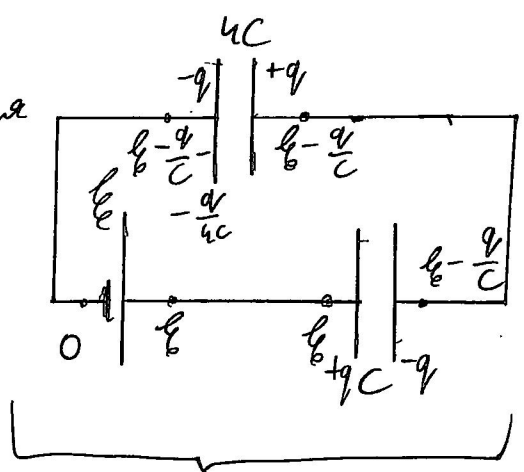 4C
-q +q
я
ℰ - q/C -
- q/4C
ℰ - q/C
ℰ
ℰ - q/C
0 ℰ ℰ
+q C -q